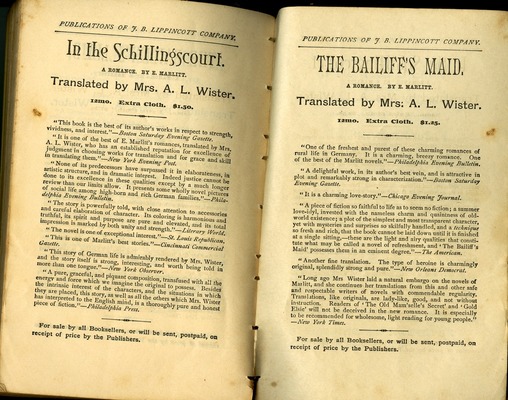 PUBLICATIONS OF J. B. LIPPINCOTT COMPANY.
In the Schillingscourt.
A ROMANCE. BY E. MARLITT.
Translated by Mrs. A. L. Wister.
12mo. Extra Cloth. $1.50.
"This book is the best of its author's works in respect to strength,
vividness, and interest."—Boston Saturday Evening Gazette.
"It is one of the best of E. Marlitt's romances, translated by Mrs.
A. L. Wister, who has an established reputation for excellence of
judgment in choosing works for translation and for grace and skill
in translating them."—New York Evening Post.
"None of its predecessors have surpassed it in elaborateness, in
artistic structure, and in dramatic interest. Indeed justice cannot be
done to its excellence in these qualities except by a much longer
review than our limits allow. It presents some wholly novel pictures
of social life among high-born and rich German families."—Phila-
delphia Evening Bulletin.
"The story is powerfully told, with close attention to accessories
and careful elaboration of character. Its coloring is harmonious and
truthful, its spirit and purpose are pure and elevated, and its total
impression is marked by both unity and strength."—Literary World.
"The novel is one of exceptional interest."—St. Louis Republican.
"This is one of Marlitt's best stories."—Cincinnati Commercial
Gazette.
"This story of German life is admirably rendered by Mrs. Wister,
and the story itself is strong, interesting, and worth being told in
more than one tongue."—New York Observer.
"A pure, graceful, and piquant composition, transfused with all the
energy and fire which we imagine the original to possess. Besides
the intrinsic interest of the characters, and the situations in which
they are placed, this story, as well as all the others which Mrs. Wister
has interpreted to the English mind, is a thoroughly pure and honest
piece of fiction."—Philadelphia Press.
For sale by all Booksellers, or will be sent, postpaid, on
receipt of price by the Publishers.
PUBLICATIONS OF J. B. LIPPINCOTT COMPANY.
THE BAILIFF'S MAID.
A ROMANCE. BY E. MARLITT.
Translated by Mrs. A. L. Wister.
12mo. Extra Cloth. $1.25.
"One of the freshest and purest of these charming romances of
rural life in Germany. It is a charming, breezy romance. One
of the best of the Marlitt novels."—Philadelphia Evening Bulletin.
"A delightful work, in its author's best vein, and is attractive in
plot and remarkably strong in characterization."—Boston Saturday
Evening Gazette.
"It is a charming love-story."—Chicago Evening Journal.
"A piece of fiction so faithful to life as to seem no fiction; a summer
love-idyl, invested with the nameless charm and quaintness of old-
world existence; a plot of the simplest and most transparent character,
yet with mysteries and surprises so skilfully handled, and a technique
so fresh and rich, that the book cannot be laid down until it is finished
at a single sitting,—these are the light and airy qualities that consti-
tute what may be called a novel of refreshment, and 'The Bailiff's
Maid' possesses them in an eminent degree."—The American.
"Another fine translation. The type of heroine is charmingly
original, splendidly strong and pure."—New Orleans Democrat.
"Long ago Mrs Wister laid a natural embargo on the novels of
Marlitt, and she continues her translations from this and other safe
and respectable writers of novels with commendable regularity.
Translations, like originals, are lady-like, good, and not without
instruction. Readers of 'The Old Mam'selle's Secret' and 'Gold
Elsie' will not be deceived in the new romance. It is especially
to be recommended for wholesome, light reading for young people."
—New York Times.
For sale by all Booksellers, or will be sent, postpaid, on
receipt of price by the Publishers.